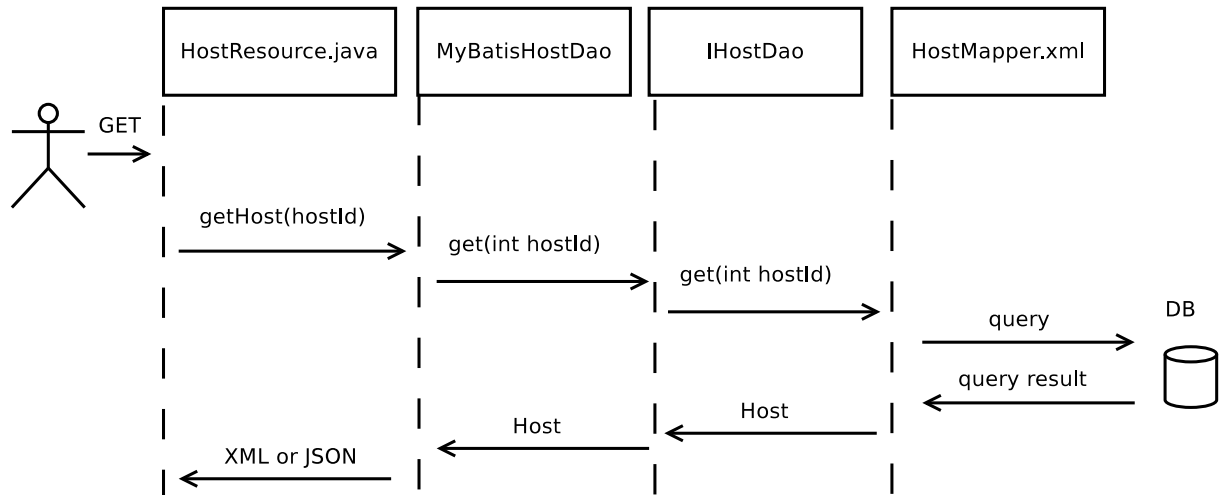 HostResource.java
MyBatisHostDao
IHostDao
HostMapper.xml
GET
getHost(hostId)
get(int hostId)
get(int hostId)
query
DB
query result
Host
Host
XML or JSON